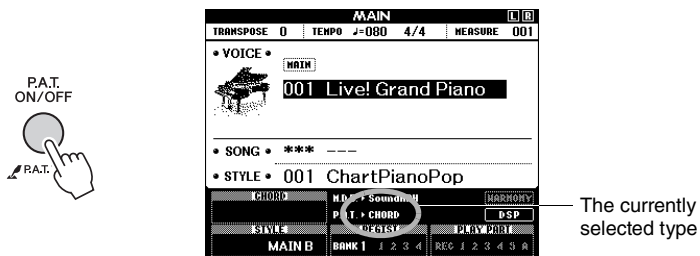 P.A.T.
ON/OFF
P.A.T.
MAIN L R
TRANSPOSE 0 TEMPO ♩=080 4/4 MEASURE 001
• VOICE •
MAIN
001 Live! Grand Piano
• SONG • *** ---
• STYLE • 001 ChartPianoPop
CHORD
HARMONY
P.A.T. ▸ CHORD DSP
STYLE REGIST PLAY PART
MAIN B BANK 1 1 2 3 4 REC 1 2 3 4 5 A
The currently
selected type